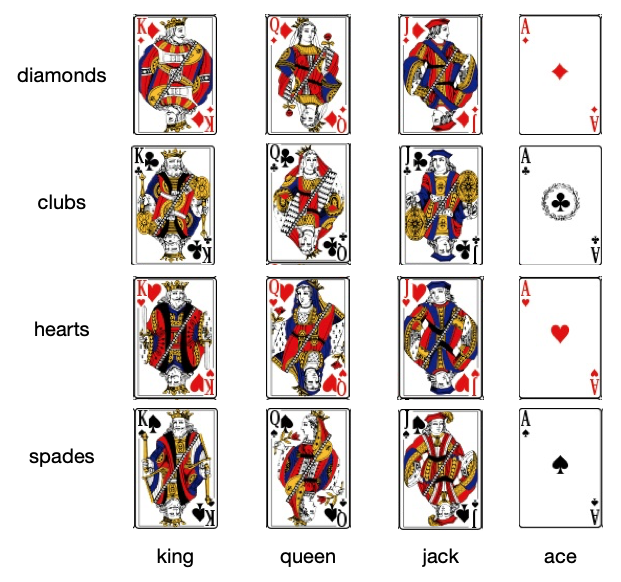 diamonds K K Q Q J J A A
clubs K K Q Q J J A A
hearts K K Q Q J J A A
spades K K Q Q J J A A
king queen jack ace